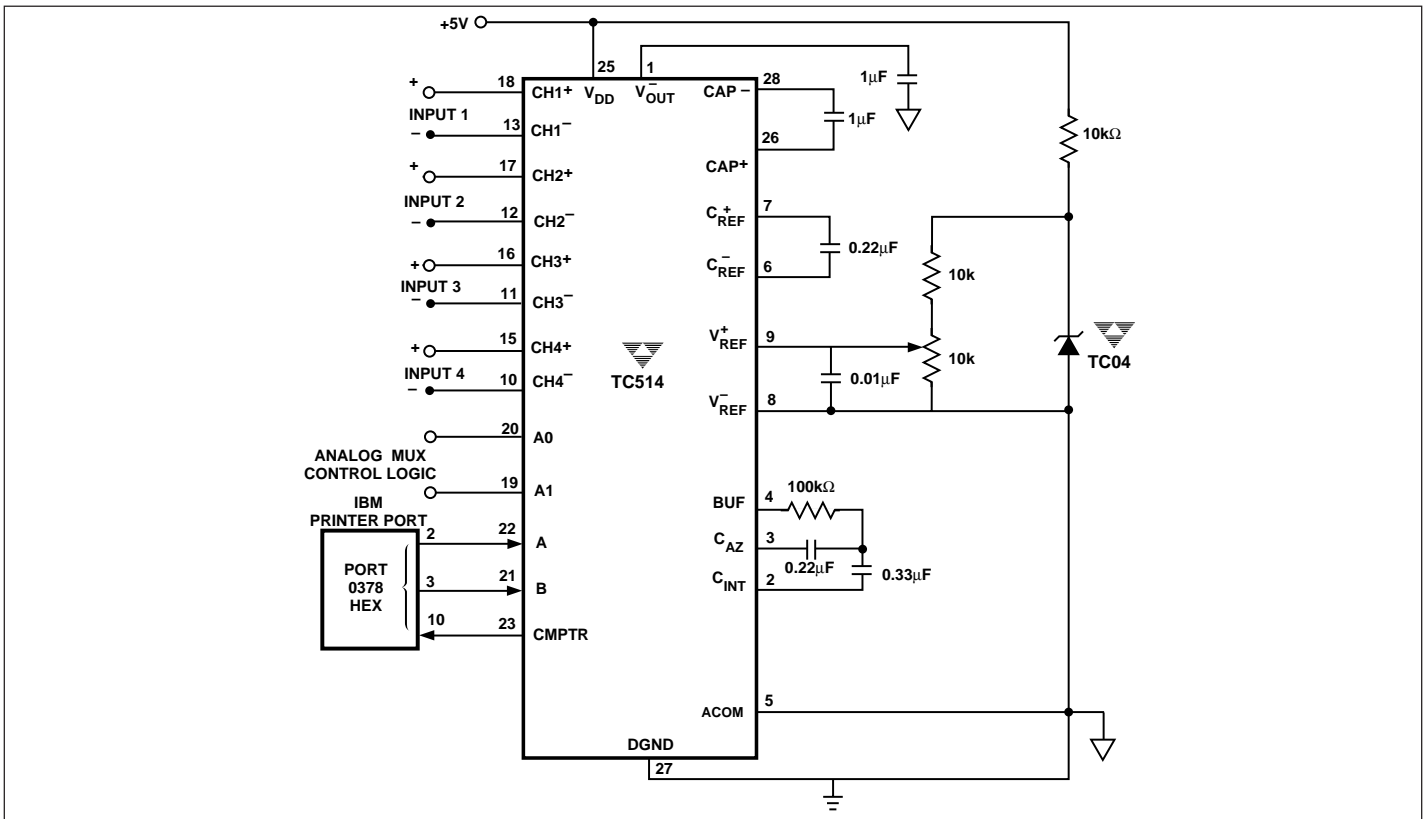 +5V
25
1
28
1µF
+
18
CH1+
VDD
V−OUT
CAP −
INPUT 1
13
CH1−
1µF
10kΩ
−
26
CAP+
+
17
CH2+
INPUT 2
12
CH2−
−
7
C+REF
0.22µF
C−REF
6
10k
+
16
CH3+
INPUT 3
11
CH3−
−
+
15
CH4+
INPUT 4
10
CH4−
−
TC514
V+REF
9
10k
TC04
0.01µF
V−REF
8
20
A0
ANALOG MUX
CONTROL LOGIC
19
A1
IBM
PRINTER PORT
BUF
4
100kΩ
2
22
A
CAZ
3
0.22µF
0.33µF
PORT
0378
HEX
3
21
B
CINT
2
10
23
CMPTR
ACOM
5
DGND
27